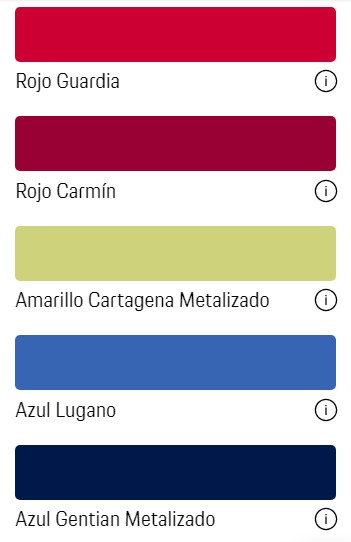 Rojo Guardia
Rojo Carmín
Amarillo Cartagena Metalizado
Azul Lugano
Azul Gentian Metalizado